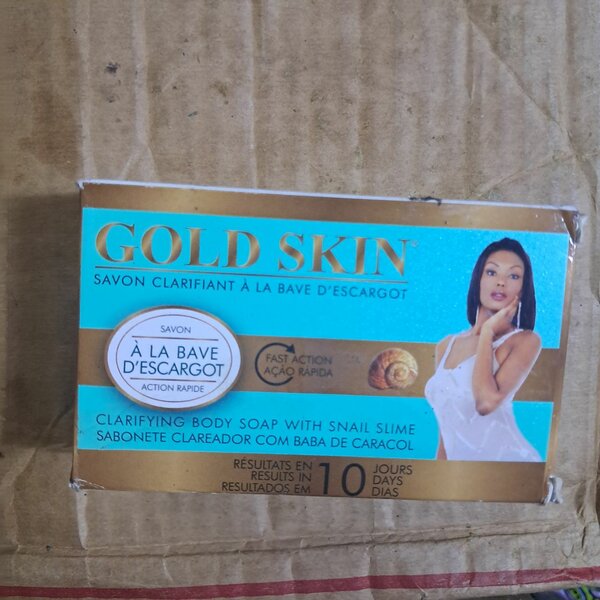 GOLD SKIN
SAVON CLARIFIANT À LA BAVE D'ESCARGOT
SAVON
À LA BAVE
D'ESCARGOT
ACTION RAPIDE
FAST ACTION
AÇAO RÁPIDA
CLARIFYING BODY SOAP WITH SNAIL SLIME
SABONETE CLAREADOR COM BABA DE CARACOL
RÉSULTATS EN
RESULTS IN
RESULTADOS EM
10
JOURS
DAYS
DIAS